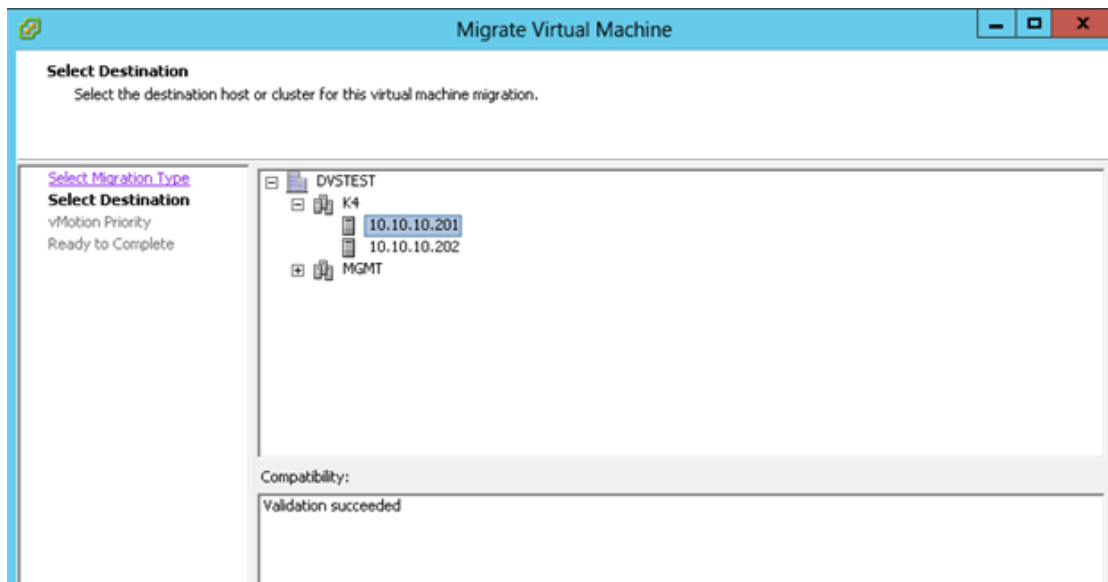 Migrate Virtual Machine
Select Destination
Select the destination host or cluster for this virtual machine migration.
Select Migration Type
Select Destination
vMotion Priority
Ready to Complete
DVSTEST
K4
10.10.10.201
10.10.10.202
MGMT
Compatibility:
Validation succeeded